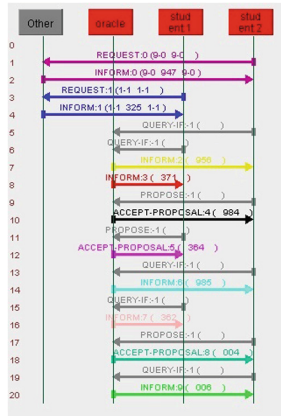 Other
oracle
stud
ent 1
stud
ent 2
0
1 REQUEST:0 (9-0 9-0 )
2 INFORM:0 (9-0 947 9-0 )
3 REQUEST:1 (1-1 1-1 )
4 INFORM:1 (1-1 325 1-1 )
5 QUERY-IF:-1 ( )
6 QUERY-IF:-1 ( )
7 INFORM:2 ( 956 )
8 INFORM:3 ( 371 )
9 PROPOSE:-1 ( )
10 ACCEPT-PROPOSAL:4 ( 984 )
11 PROPOSE:-1 ( )
12 ACCEPT-PROPOSAL:5 ( 364 )
13 QUERY-IF:-1 ( )
14 INFORM:6 ( 985 )
15 QUERY-IF:-1 ( )
16 INFORM:7 ( 362 )
17 PROPOSE:-1 ( )
18 ACCEPT-PROPOSAL:8 ( 004 )
19 QUERY-IF:-1 ( )
20 INFORM:9 ( 006 )